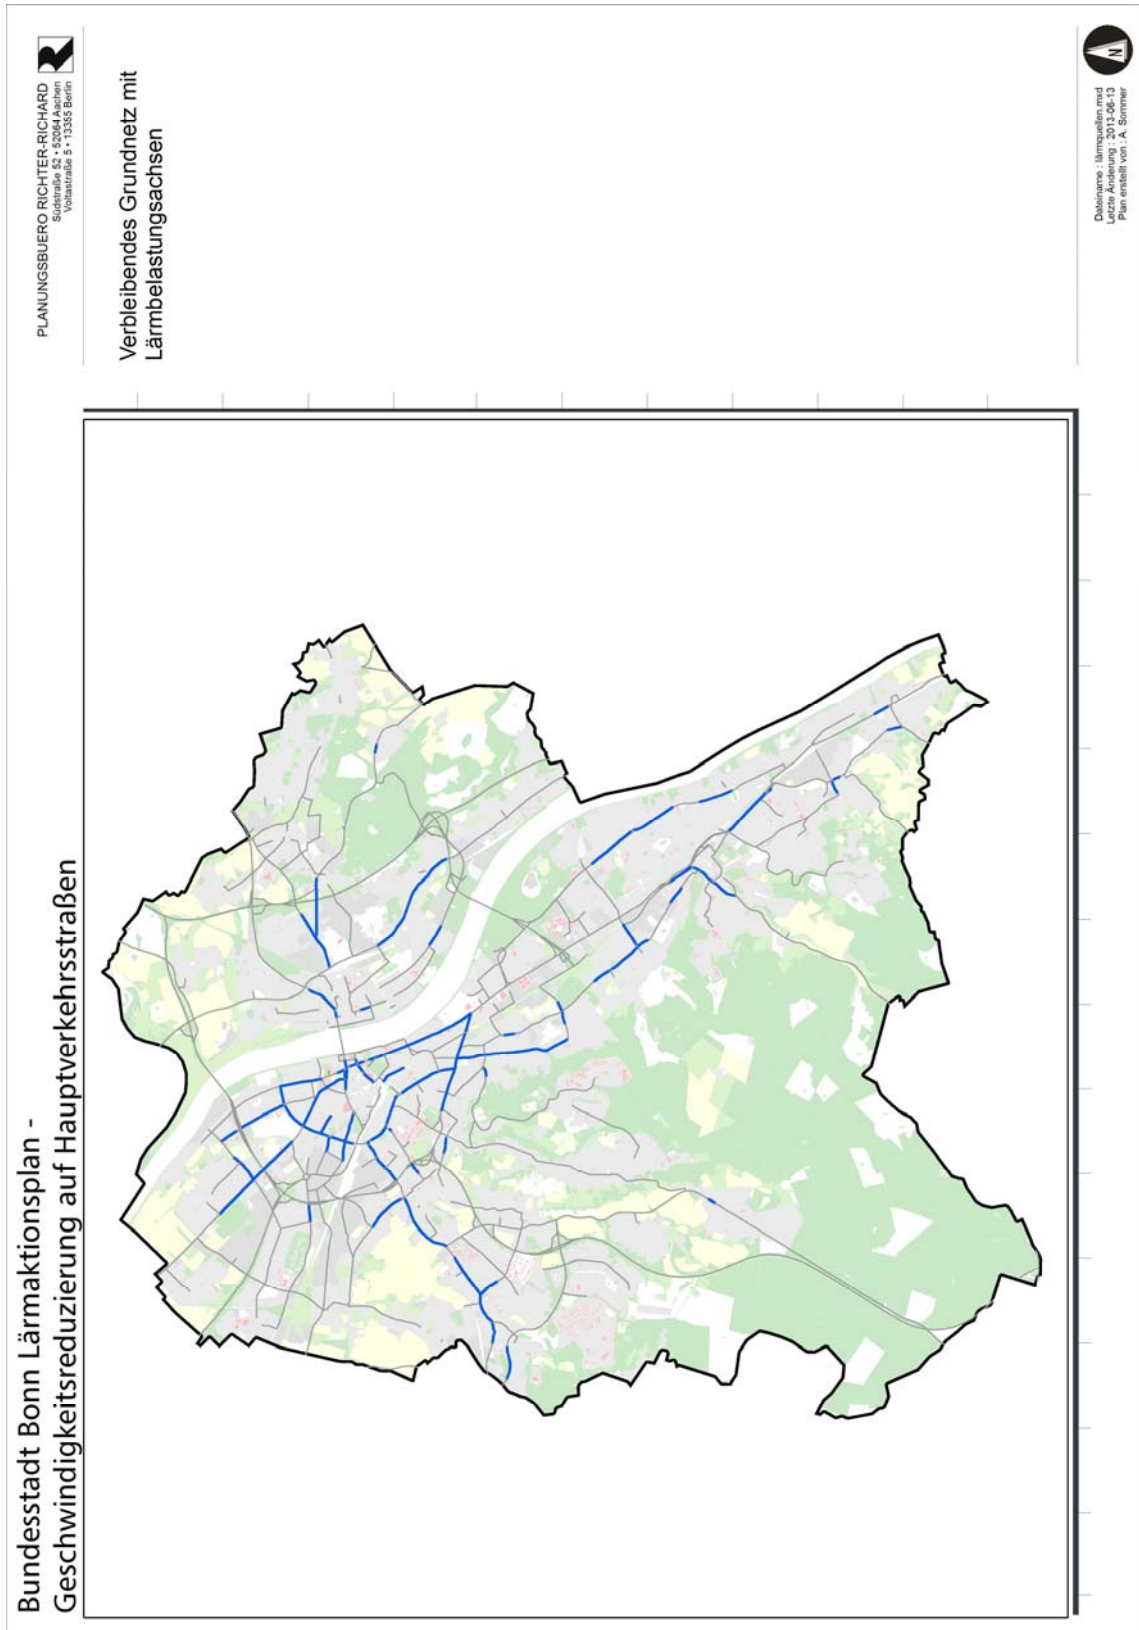 Bundesstadt Bonn Lärmaktionsplan -
Geschwindigkeitsreduzierung auf Hauptverkehrsstraßen
PLANUNGSBUERO RICHTER-RICHARD
Südstraße 52 • 52064 Aachen
Voltastraße 5 • 13355 Berlin
R
Verbleibendes Grundnetz mit
Lärmbelastungsachsen
N
Dateiname : lärmquellen.mxd
Letzte Änderung : 2013-06-13
Plan erstellt von : A. Sommer